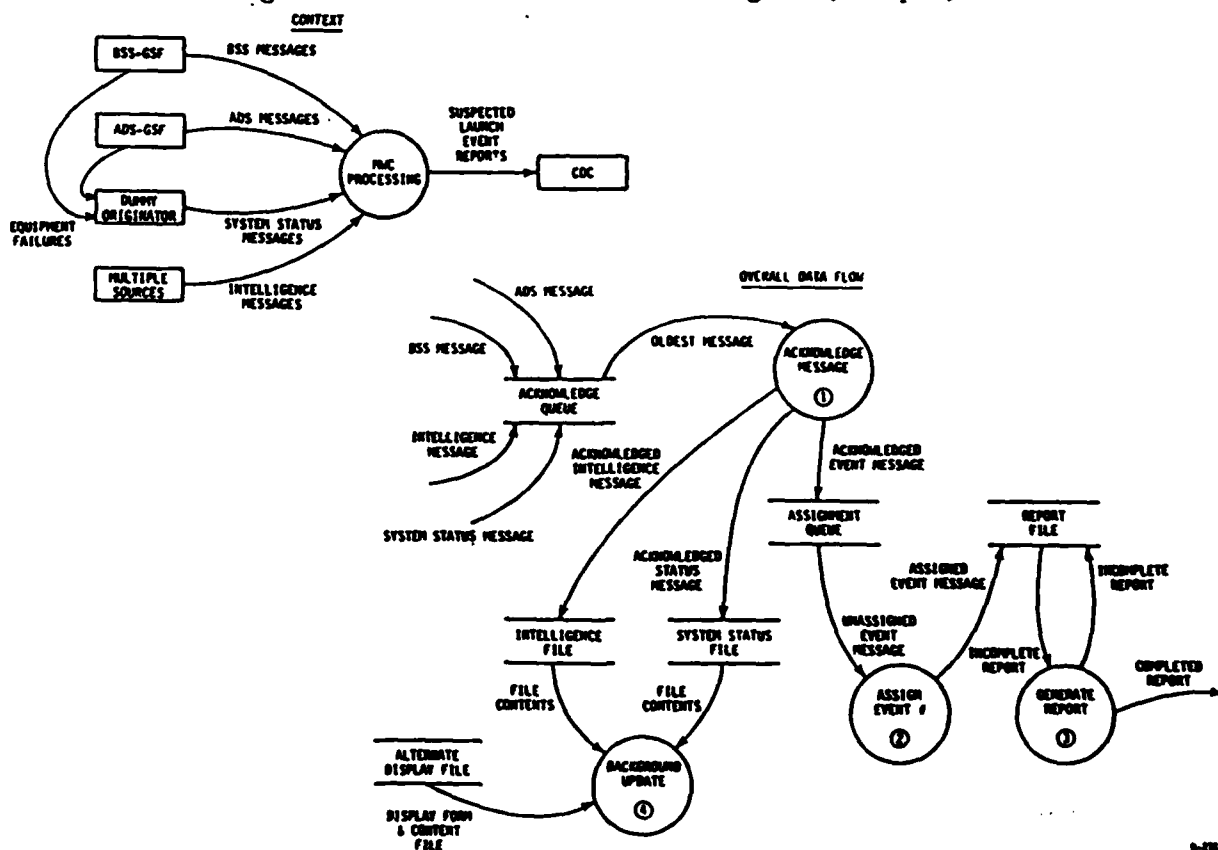 CONTEXT
BSS-GSF
BSS MESSAGES
ADS-GSF
ADS MESSAGES
SUSPECTED
LAUNCH
EVENT
REPORTS
MWC
PROCESSING
CDC
DUMMY
ORIGINATOR
EQUIPMENT
FAILURES
SYSTEM STATUS
MESSAGES
MULTIPLE
SOURCES
INTELLIGENCE
MESSAGES
OVERALL DATA FLOW
ADS MESSAGE
BSS MESSAGE
OLDEST MESSAGE
ACKNOWLEDGE
MESSAGE
1
ACKNOWLEDGE
QUEUE
INTELLIGENCE
MESSAGE
SYSTEM STATUS MESSAGE
ACKNOWLEDGED
INTELLIGENCE
MESSAGE
ACKNOWLEDGED
EVENT MESSAGE
ACKNOWLEDGED
STATUS
MESSAGE
ASSIGNMENT
QUEUE
REPORT
FILE
ASSIGNED
EVENT MESSAGE
INCOMPLETE
REPORT
UNASSIGNED
EVENT
MESSAGE
INCOMPLETE
REPORT
COMPLETED
REPORT
INTELLIGENCE
FILE
SYSTEM STATUS
FILE
FILE
CONTENTS
FILE
CONTENTS
ASSIGN
EVENT #
2
GENERATE
REPORT
3
ALTERNATE
DISPLAY FILE
BACKGROUND
UPDATE
4
DISPLAY FORM
& CONTENT
FILE